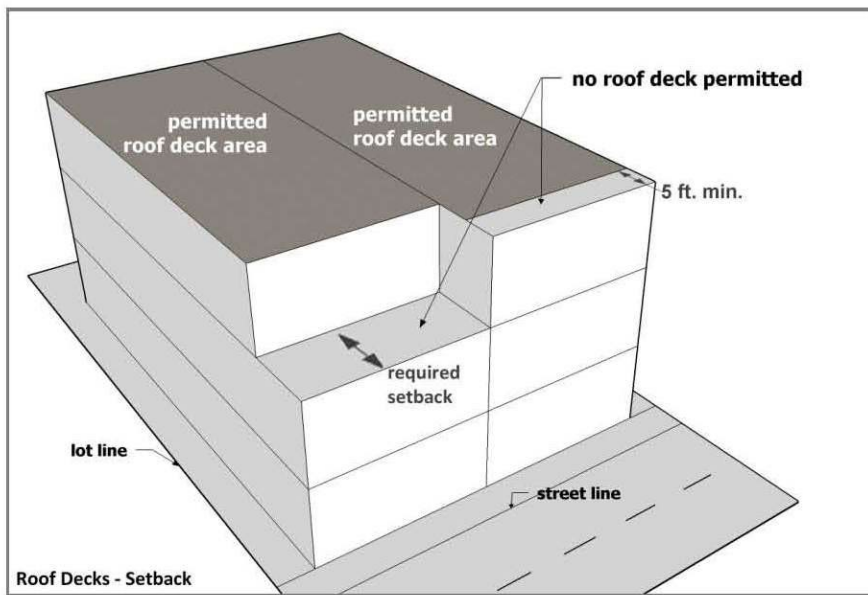 no roof deck permitted
permitted
roof deck area
permitted
roof deck area
5 ft. min.
required
setback
lot line
street line
Roof Decks - Setback